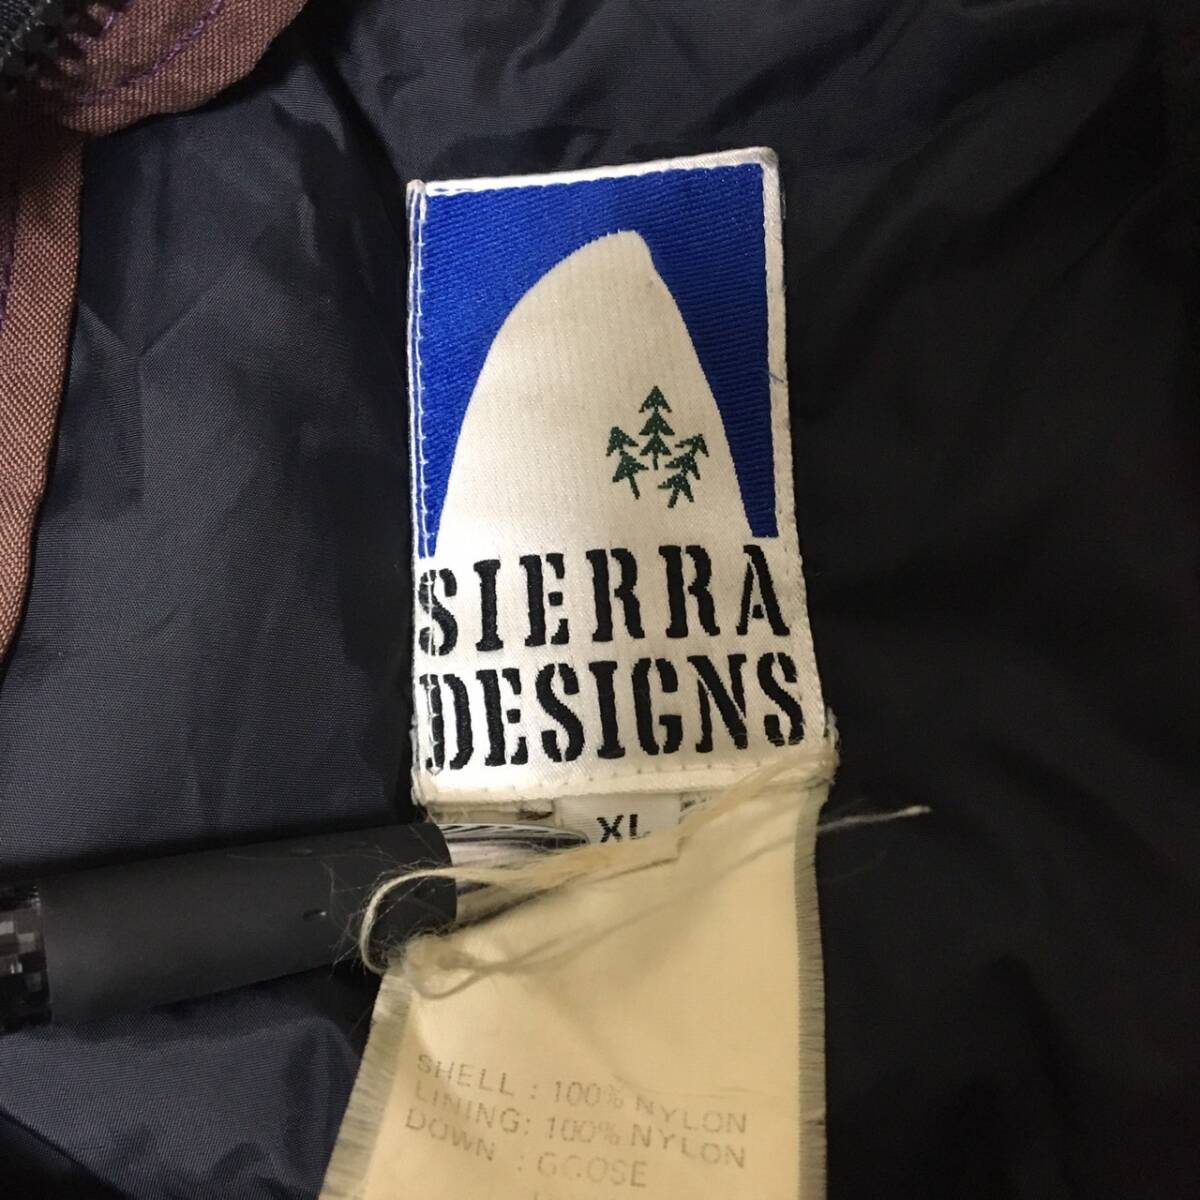 SIERRA
DESIGNS
XL
SHELL : 100% NYLON
LINING: 100% NYLON
DOWN : GOOSE